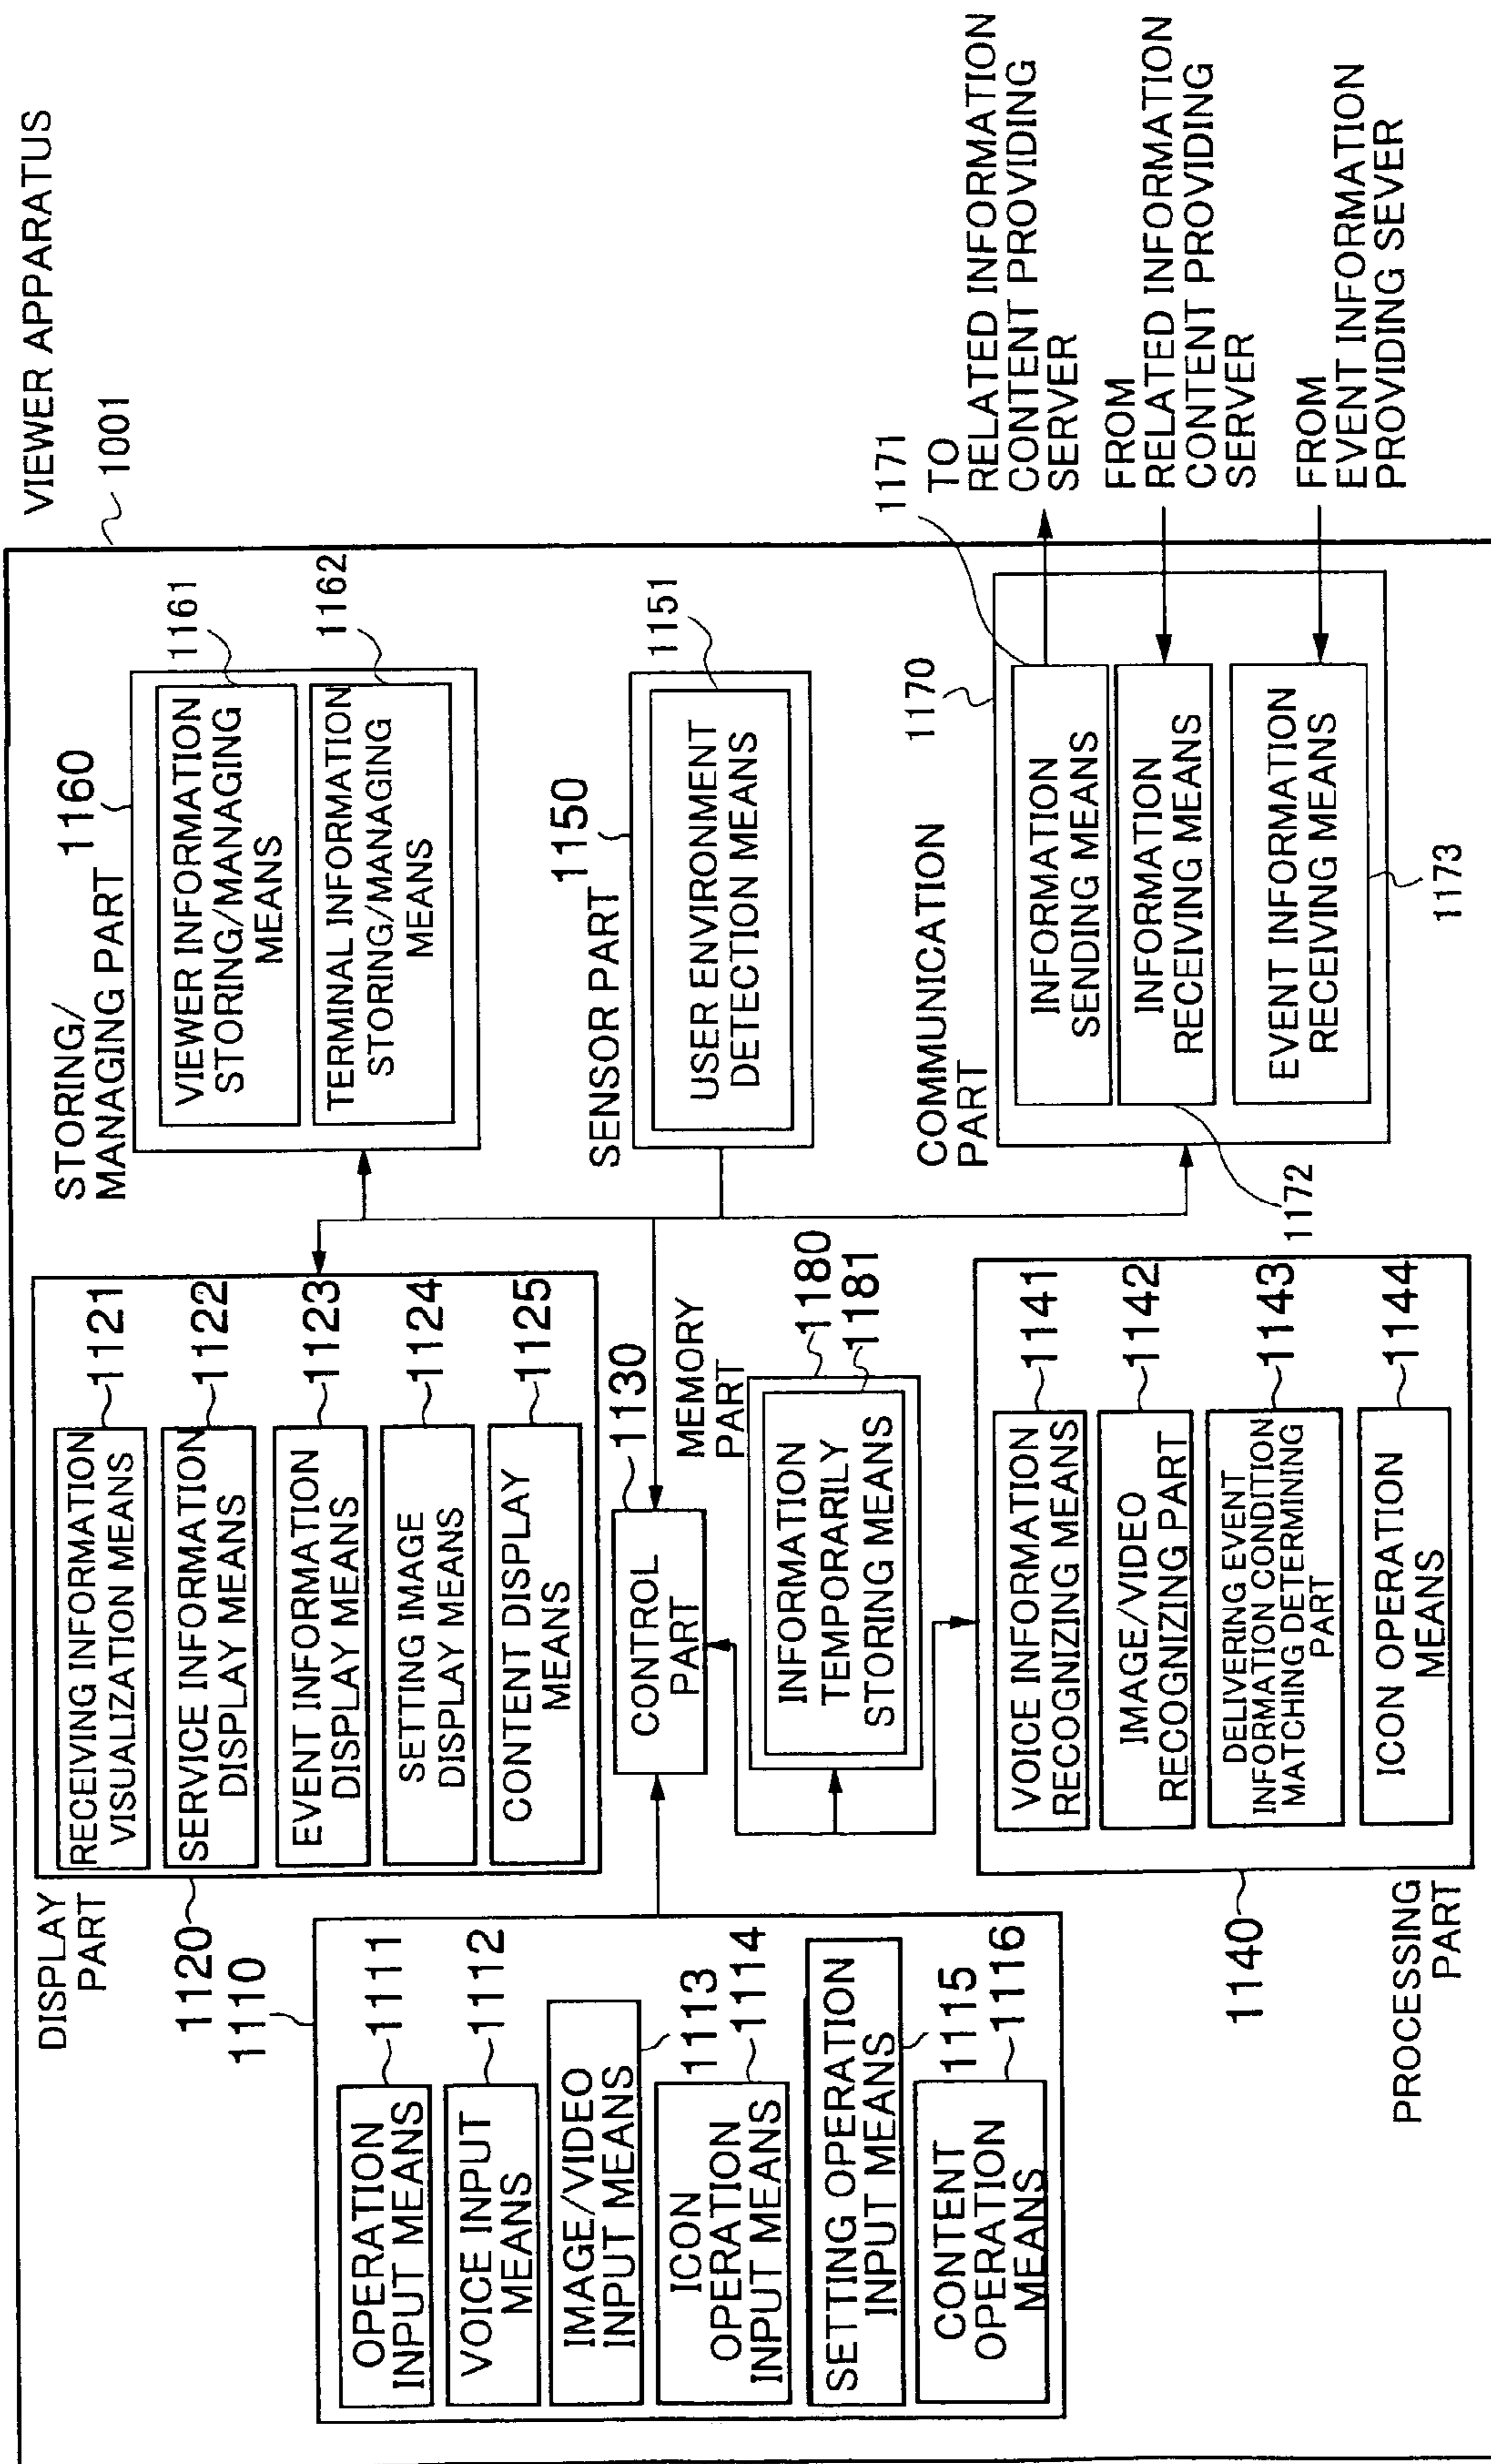 VIEWER APPARATUS
1001
DISPLAY
PART
1120
RECEIVING INFORMATION
VISUALIZATION MEANS
1121
SERVICE INFORMATION
DISPLAY MEANS
1122
EVENT INFORMATION
DISPLAY MEANS
1123
SETTING IMAGE
DISPLAY MEANS
1124
CONTENT DISPLAY
MEANS
1125
STORING/
MANAGING PART
1160
VIEWER INFORMATION
STORING/MANAGING
MEANS
1161
TERMINAL INFORMATION
STORING/MANAGING
MEANS
1162
1110
OPERATION
INPUT MEANS
1111
VOICE INPUT
MEANS
1112
IMAGE/VIDEO
INPUT MEANS
1113
ICON
OPERATION
INPUT MEANS
1114
SETTING OPERATION
INPUT MEANS
1115
CONTENT
OPERATION
MEANS
1116
CONTROL
PART
1130
SENSOR PART
1150
USER ENVIRONMENT
DETECTION MEANS
1151
MEMORY
PART
1180
1181
INFORMATION
TEMPORARILY
STORING MEANS
PROCESSING
PART
1140
VOICE INFORMATION
RECOGNIZING MEANS
1141
IMAGE/VIDEO
RECOGNIZING PART
1142
DELIVERING EVENT
INFORMATION CONDITION
MATCHING DETERMINING
PART
1143
ICON OPERATION
MEANS
1144
COMMUNICATION
PART
1170
INFORMATION
SENDING MEANS
1171
INFORMATION
RECEIVING MEANS
1172
EVENT INFORMATION
RECEIVING MEANS
1173
TO
RELATED INFORMATION
CONTENT PROVIDING
SERVER
FROM
RELATED INFORMATION
CONTENT PROVIDING
SERVER
FROM
EVENT INFORMATION
PROVIDING SEVER